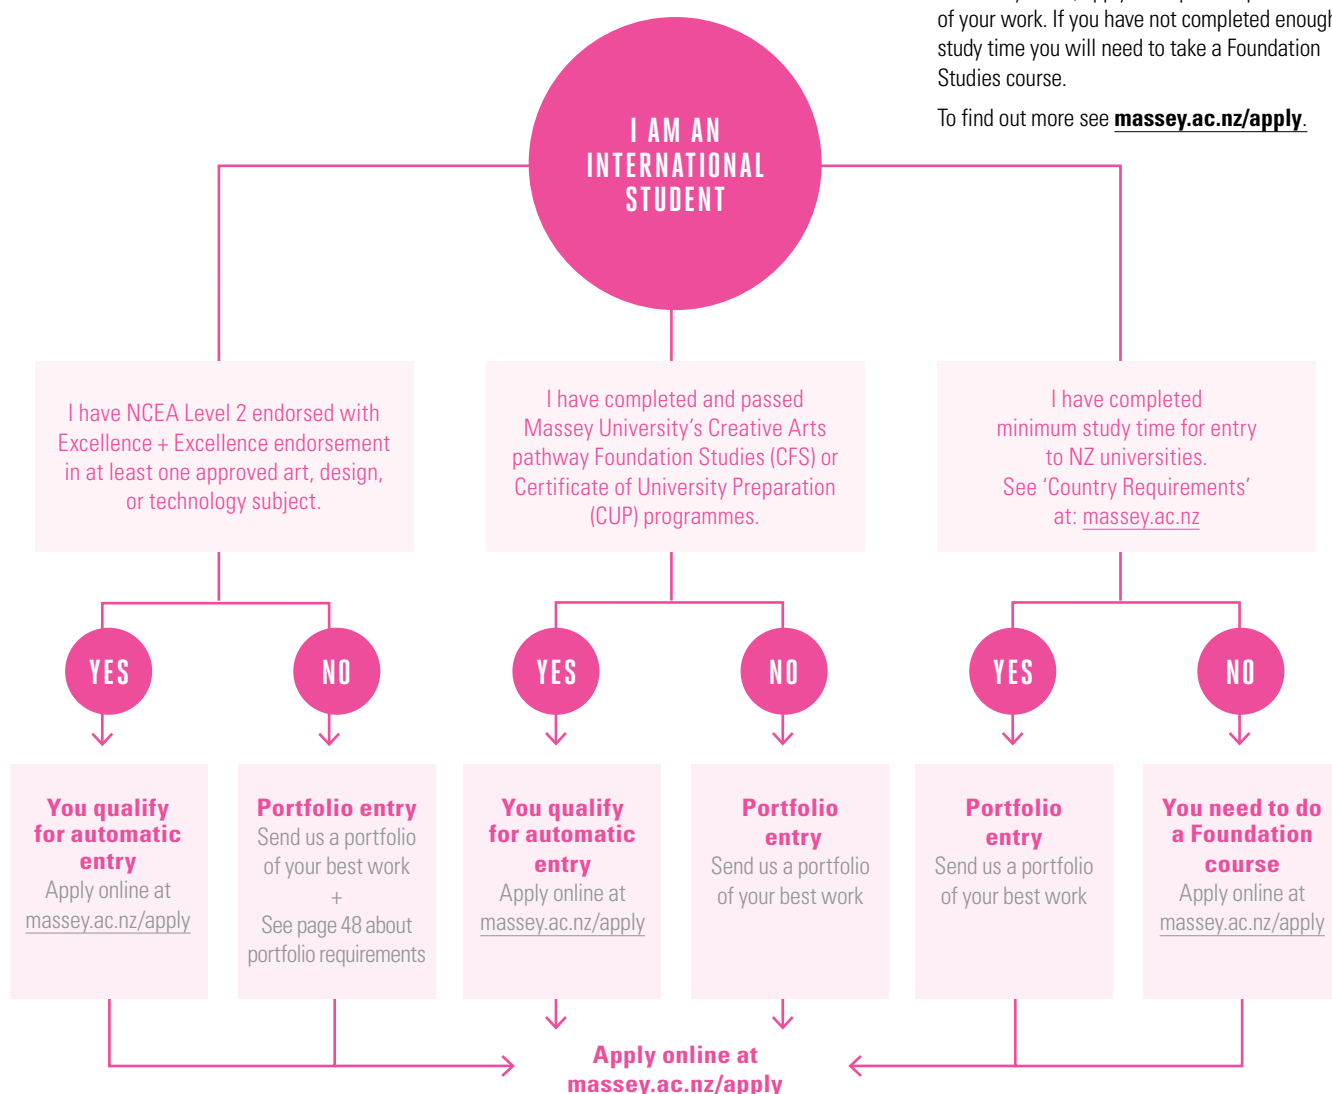 of your work. If you have not completed enough
study time you will need to take a Foundation
Studies course.
To find out more see massey.ac.nz/apply.
I AM AN
INTERNATIONAL
STUDENT
I have NCEA Level 2 endorsed with
Excellence + Excellence endorsement
in at least one approved art, design,
or technology subject.
I have completed and passed
Massey University's Creative Arts
pathway Foundation Studies (CFS) or
Certificate of University Preparation
(CUP) programmes.
I have completed
minimum study time for entry
to NZ universities.
See 'Country Requirements'
at: massey.ac.nz
YES
NO
YES
NO
YES
NO
You qualify
for automatic
entry
Apply online at
massey.ac.nz/apply
Portfolio entry
Send us a portfolio
of your best work
+
See page 48 about
portfolio requirements
You qualify
for automatic
entry
Apply online at
massey.ac.nz/apply
Portfolio
entry
Send us a portfolio
of your best work
Portfolio
entry
Send us a portfolio
of your best work
You need to do
a Foundation
course
Apply online at
massey.ac.nz/apply
Apply online at
massey.ac.nz/apply